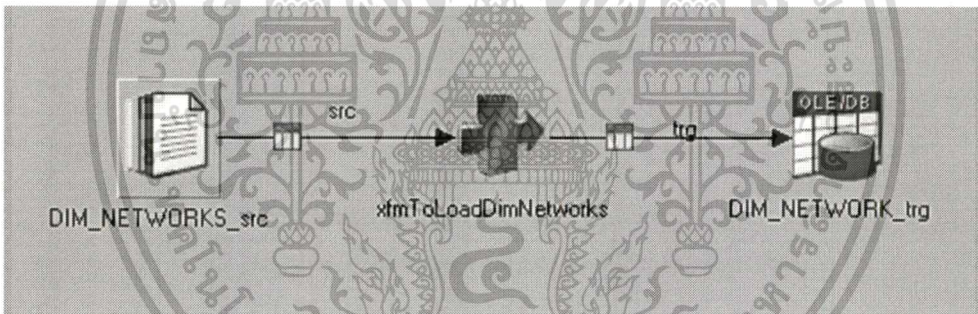 OLE/DB
src
trg
DIM_NETWORKS_src
xfmToLoadDimNetworks
DIM_NETWORK_trg